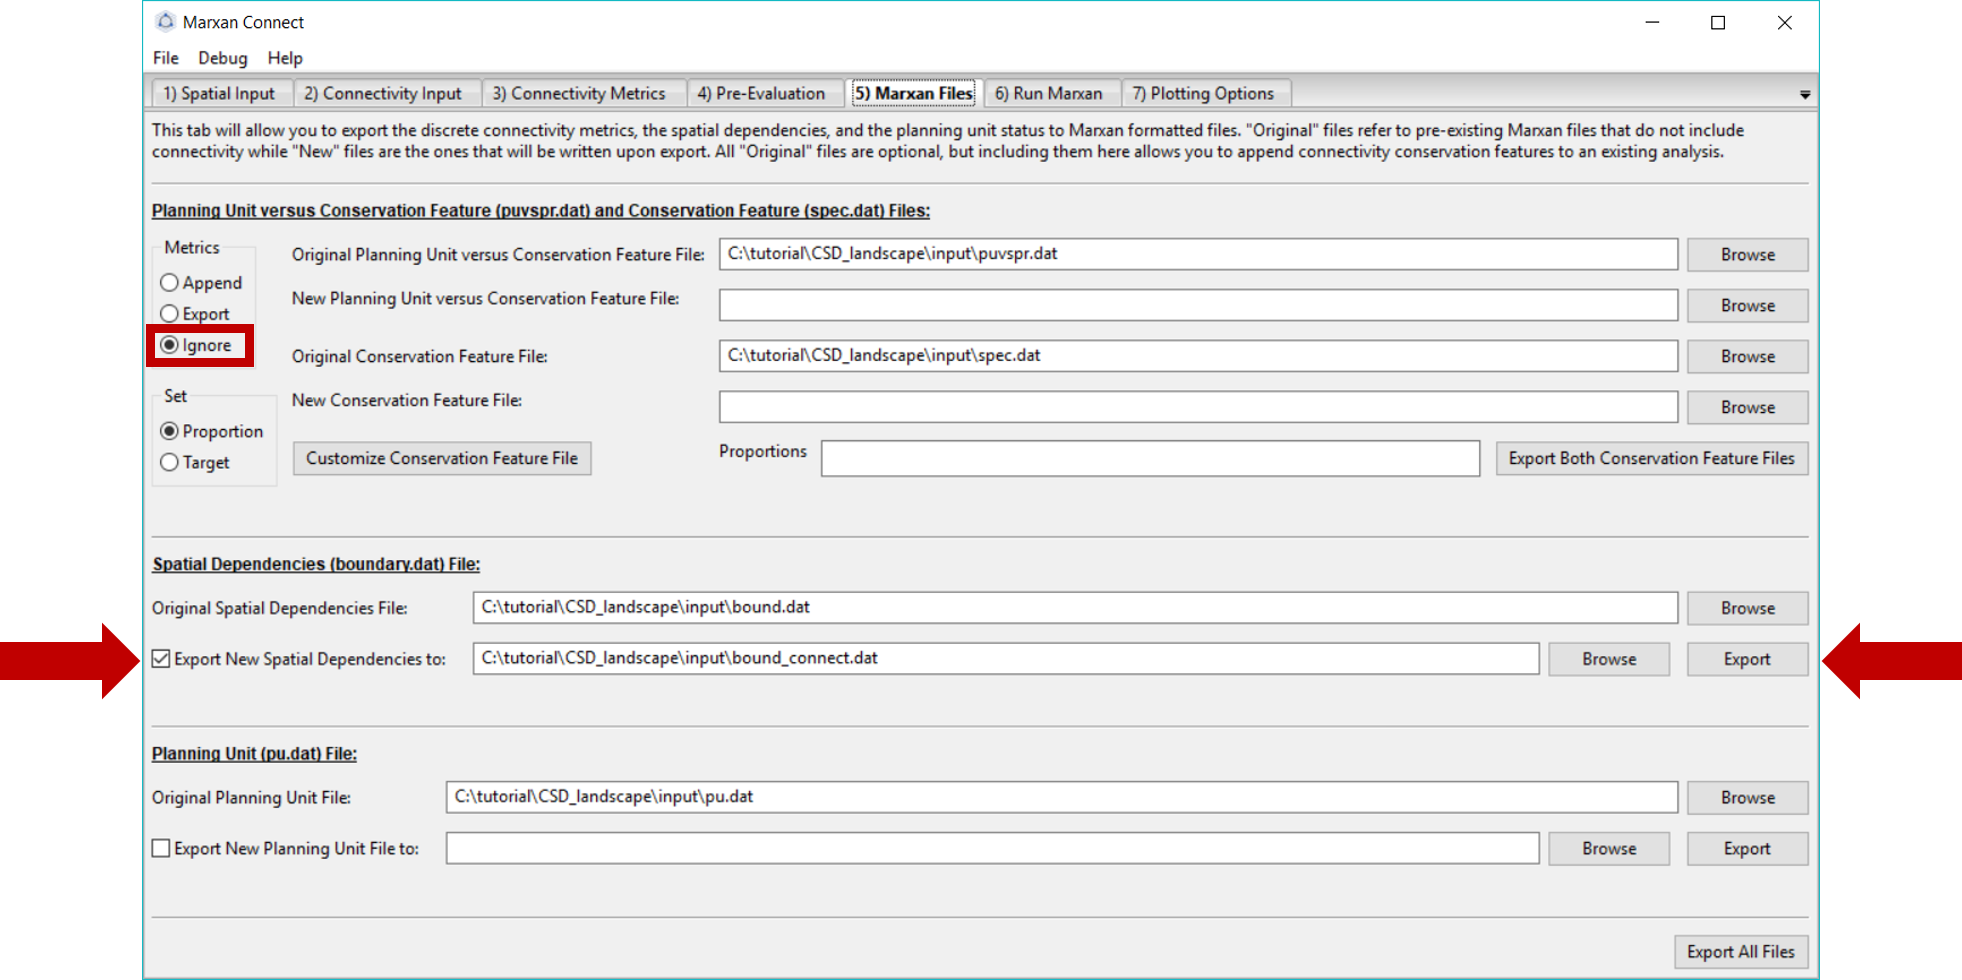 Marxan Connect
File Debug Help
1) Spatial Input 2) Connectivity Input 3) Connectivity Metrics 4) Pre-Evaluation 5) Marxan Files 6) Run Marxan 7) Plotting Options
This tab will allow you to export the discrete connectivity metrics, the spatial dependencies, and the planning unit status to Marxan formatted files. "Original" files refer to pre-existing Marxan files that do not include
connectivity while "New" files are the ones that will be written upon export. All "Original" files are optional, but including them here allows you to append connectivity conservation features to an existing analysis.
Planning Unit versus Conservation Feature (puvspr.dat) and Conservation Feature (spec.dat) Files:
Metrics
Append
Export
Ignore
Set
Proportion
Target
Original Planning Unit versus Conservation Feature File: C:\tutorial\CSD_landscape\input\puvspr.dat Browse
New Planning Unit versus Conservation Feature File: Browse
Original Conservation Feature File: C:\tutorial\CSD_landscape\input\spec.dat Browse
New Conservation Feature File: Browse
Customize Conservation Feature File Proportions Export Both Conservation Feature Files
Spatial Dependencies (boundary.dat) File:
Original Spatial Dependencies File: C:\tutorial\CSD_landscape\input\bound.dat Browse
Export New Spatial Dependencies to: C:\tutorial\CSD_landscape\input\bound_connect.dat Browse Export
Planning Unit (pu.dat) File:
Original Planning Unit File: C:\tutorial\CSD_landscape\input\pu.dat Browse
Export New Planning Unit File to: Browse Export
Export All Files